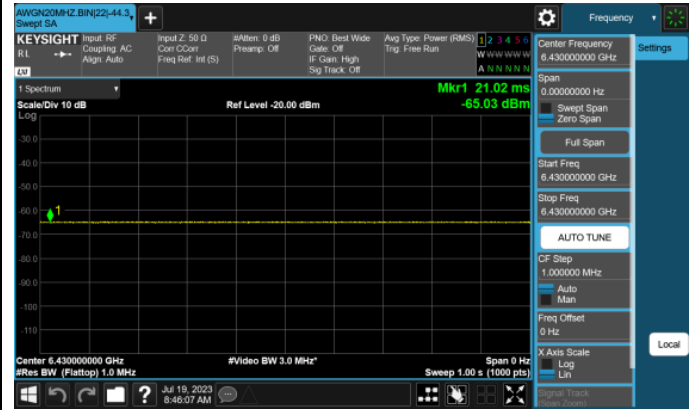 AWGN20MHZ.BIN|22|-44.3,
Swept SA
Frequency
KEYSIGHT
RL
Input: RF
Coupling: AC
Align: Auto
Input Z: 50 Ω
Corr CCorr
Freq Ref: Int (S)
#Atten: 0 dB
Preamp: Off
PNO: Best Wide
Gate: Off
IF Gain: High
Sig Track: Off
Avg Type: Power (RMS)
Trig: Free Run
1 2 3 4 5 6
W W W W W W
A N N N N N
LXI
1 Spectrum
Scale/Div 10 dB
Log
Ref Level -20.00 dBm
Mkr1 21.02 ms
-65.03 dBm
-30.0
-40.0
-50.0
-60.0
-70.0
-80.0
-90.0
-100
-110
1
Center 6.430000000 GHz
#Res BW (Flattop) 1.0 MHz
#Video BW 3.0 MHz*
Span 0 Hz
Sweep 1.00 s (1000 pts)
Center Frequency
6.430000000 GHz
Span
0.00000000 Hz
Swept Span
Zero Span
Full Span
Start Freq
6.430000000 GHz
Stop Freq
6.430000000 GHz
AUTO TUNE
CF Step
1.000000 MHz
Auto
Man
Freq Offset
0 Hz
X Axis Scale
Log
Lin
Signal Track
(Span Zoom)
Settings
Local
?
Jul 19, 2023
8:46:07 AM